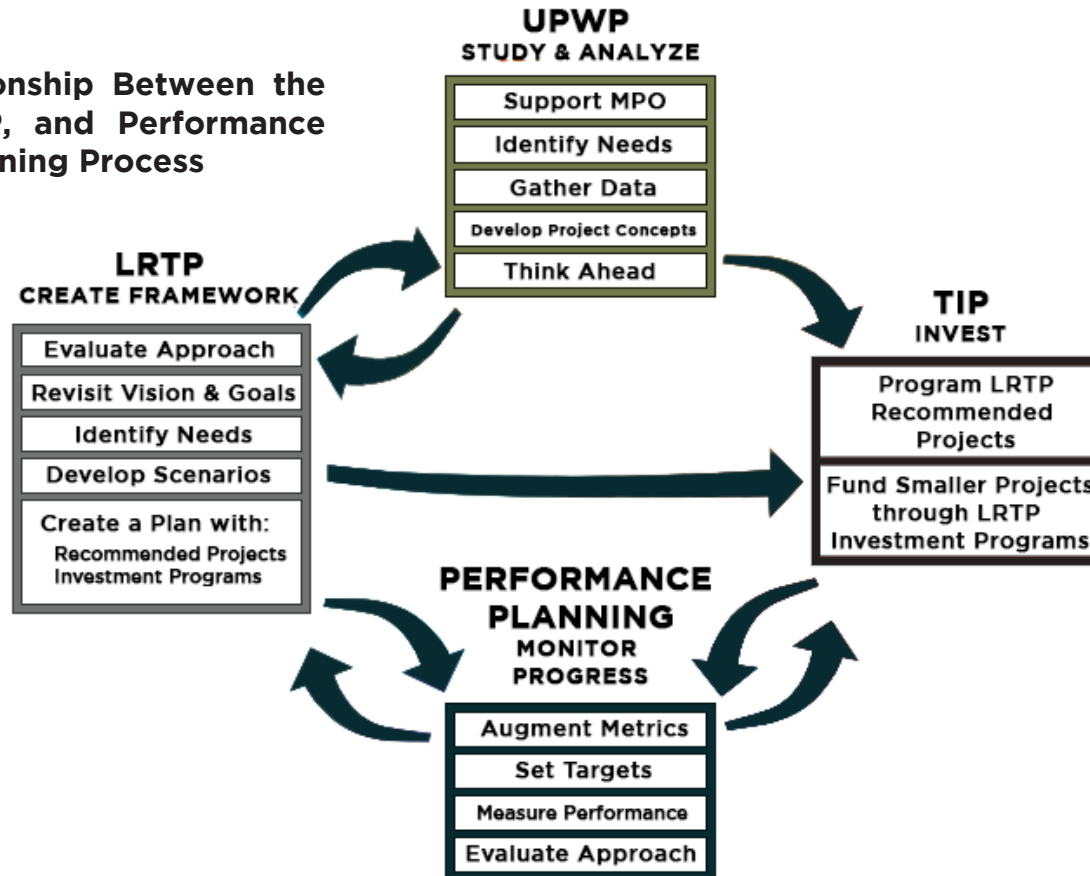 onship Between the
P, and Performance
ning Process
UPWP
STUDY & ANALYZE
Support MPO
Identify Needs
Gather Data
Develop Project Concepts
Think Ahead
LRTP
CREATE FRAMEWORK
Evaluate Approach
Revisit Vision & Goals
Identify Needs
Develop Scenarios
Create a Plan with:
Recommended Projects
Investment Programs
TIP
INVEST
Program LRTP
Recommended
Projects
Fund Smaller Projects
through LRTP
Investment Programs
PERFORMANCE
PLANNING
MONITOR
PROGRESS
Augment Metrics
Set Targets
Measure Performance
Evaluate Approach